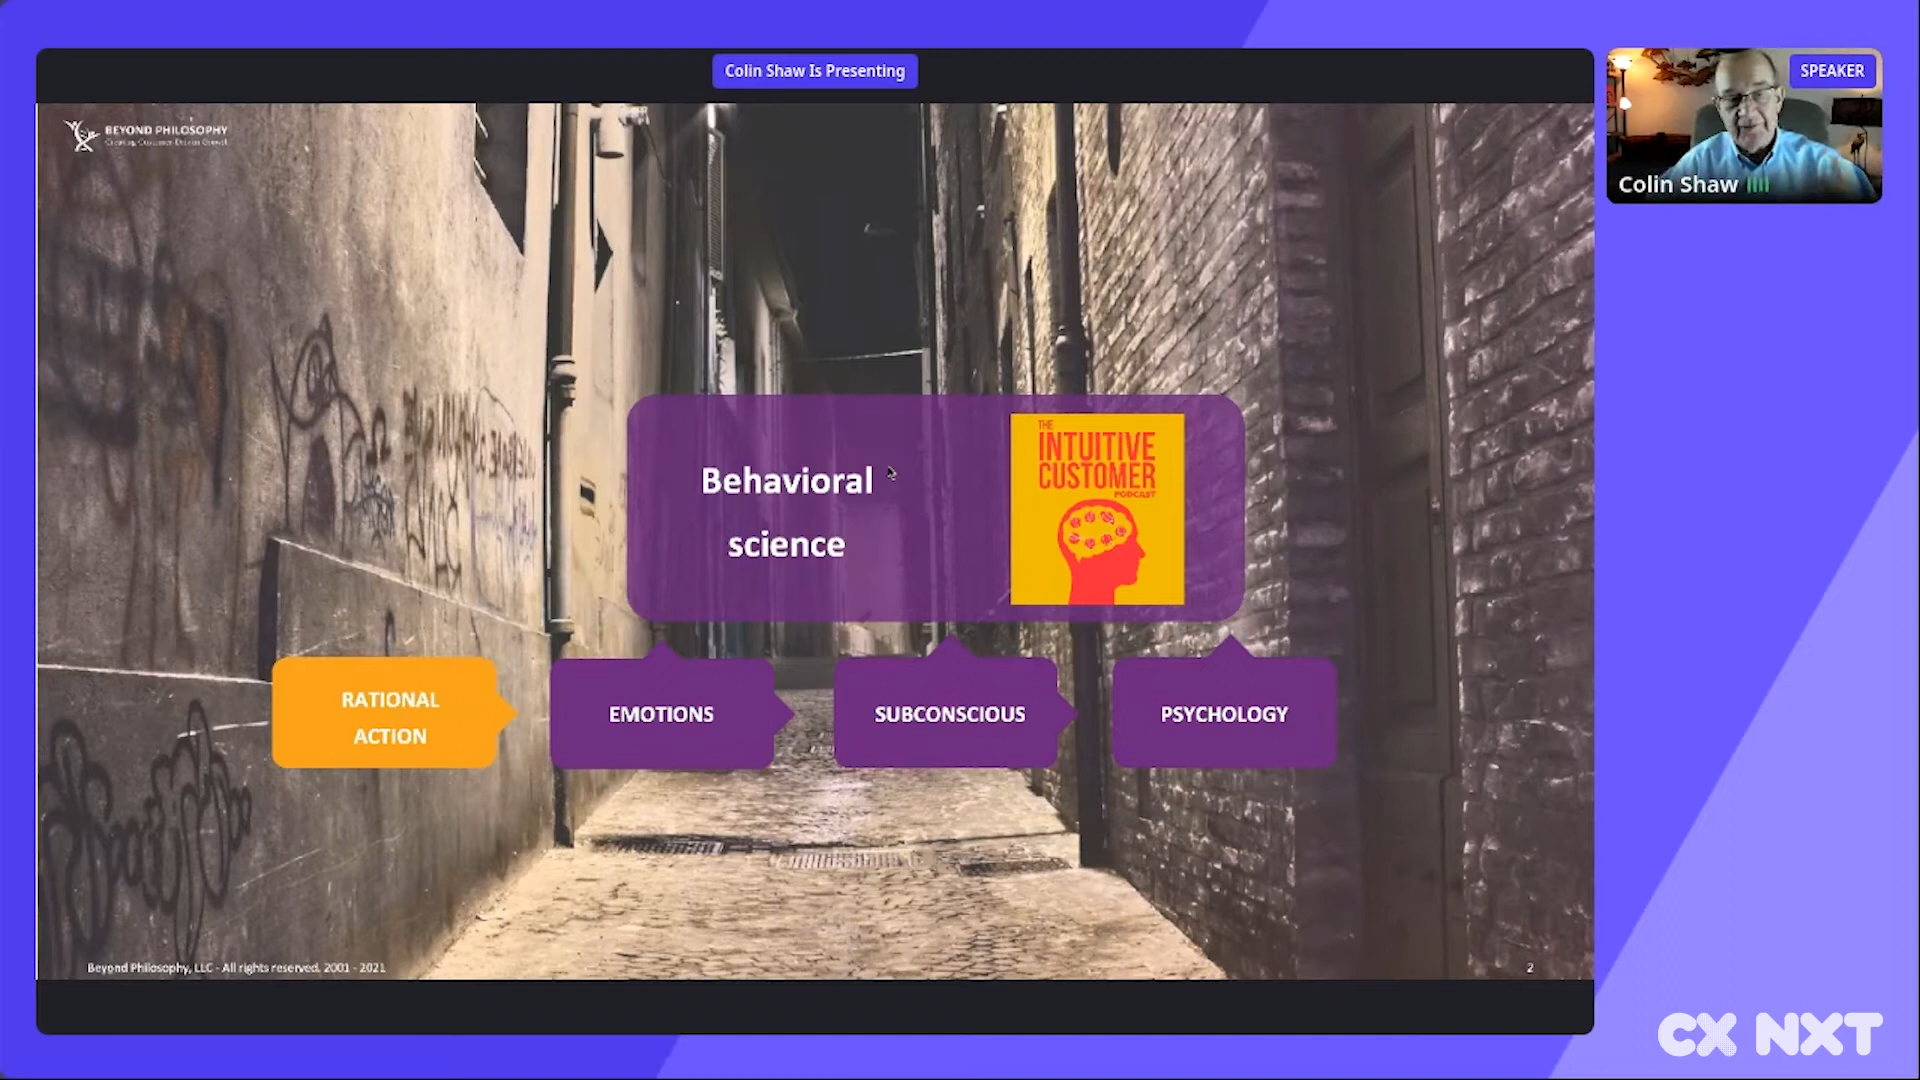 Colin Shaw Is Presenting
SPEAKER
Colin Shaw
BEYOND PHILOSOPHY
Behavioral
science
THE
INTUITIVE
CUSTOMER
PODCAST
RATIONAL
ACTION
EMOTIONS
SUBCONSCIOUS
PSYCHOLOGY
Beyond Philosophy, LLC - All rights reserved. 2001 - 2021
2
CX NXT